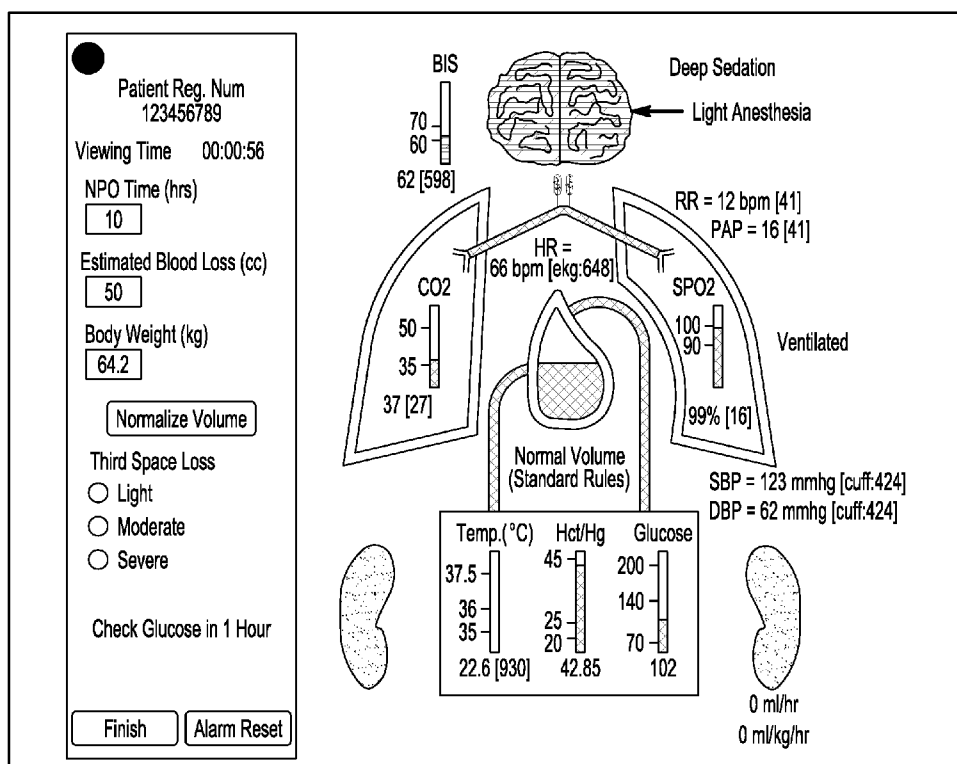 Patient Reg. Num
123456789
Viewing Time 00:00:56
NPO Time (hrs)
10
Estimated Blood Loss (cc)
50
Body Weight (kg)
64.2
Normalize Volume
Third Space Loss
Light
Moderate
Severe
Check Glucose in 1 Hour
Finish
Alarm Reset
BIS
70
60
62 [598]
Deep Sedation
Light Anesthesia
RR = 12 bpm [41]
PAP = 16 [41]
HR =
66 bpm [ekg:648]
CO2
50
35
37 [27]
SPO2
100
90
99% [16]
Ventilated
Normal Volume
(Standard Rules)
SBP = 123 mmhg [cuff:424]
DBP = 62 mmhg [cuff:424]
Temp.(°C)
37.5
36
35
22.6 [930]
Hct/Hg
45
25
20
42.85
Glucose
200
140
70
102
0 ml/hr
0 ml/kg/hr